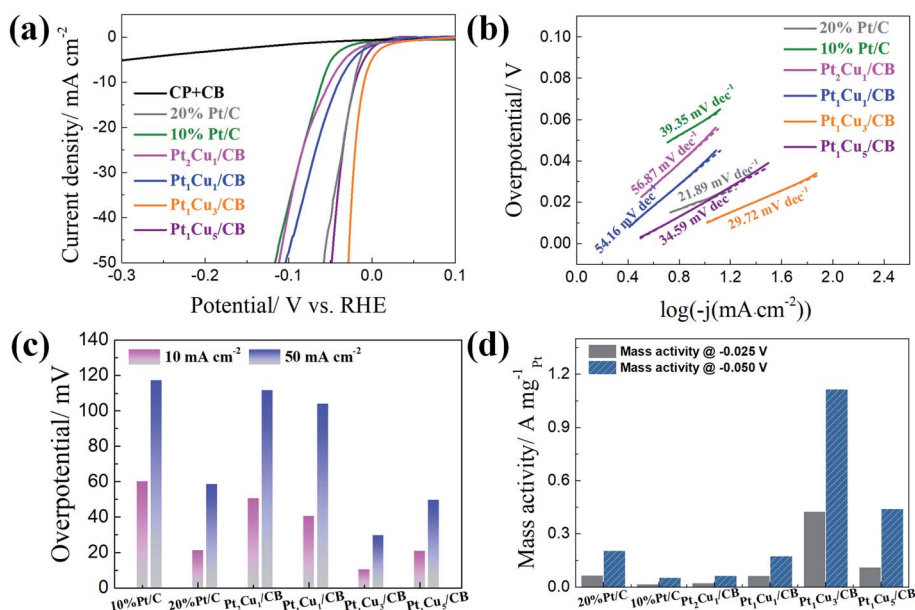 (a)
0
-10
-20
-30
-40
-50
Current density/ mA cm⁻²
CP+CB
20% Pt/C
10% Pt/C
Pt₂Cu₁/CB
Pt₁Cu₁/CB
Pt₁Cu₃/CB
Pt₁Cu₅/CB
-0.3 -0.2 -0.1 0.0 0.1
Potential/ V vs. RHE
(b)
0.10
0.08
0.06
0.04
0.02
0.00
Overpotential/ V
20% Pt/C
10% Pt/C
Pt₂Cu₁/CB
Pt₁Cu₁/CB
Pt₁Cu₃/CB
Pt₁Cu₅/CB
39.35 mV dec⁻¹
56.87 mV dec⁻¹
21.89 mV dec⁻¹
54.16 mV dec⁻¹
34.59 mV dec⁻¹
29.72 mV dec⁻¹
0.0 0.6 1.2 1.8 2.4
log(-j(mA·cm⁻²))
(c)
140
120
100
80
60
40
20
0
Overpotential/ mV
10 mA cm⁻² 50 mA cm⁻²
10%Pt/C 20%Pt/C Pt₂Cu₁/CB Pt₁Cu₁/CB Pt₁Cu₃/CB Pt₁Cu₅/CB
(d)
1.2
0.9
0.6
0.3
0.0
Mass activity/ A mg⁻¹Pt
Mass activity @ -0.025 V
Mass activity @ -0.050 V
20%Pt/C 10%Pt/C Pt₂Cu₁/CB Pt₁Cu₁/CB Pt₁Cu₃/CB Pt₁Cu₅/CB